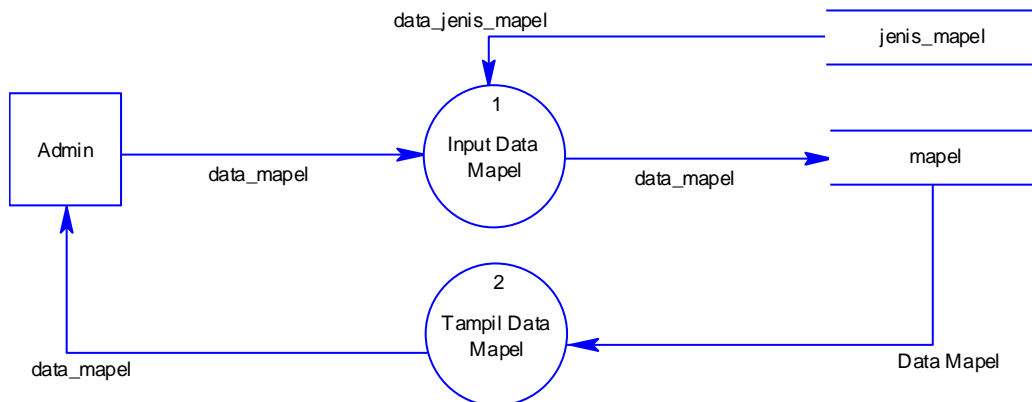 data_jenis_mapel
jenis_mapel
1
Input Data
Mapel
Admin
data_mapel
data_mapel
mapel
2
Tampil Data
Mapel
data_mapel
Data Mapel